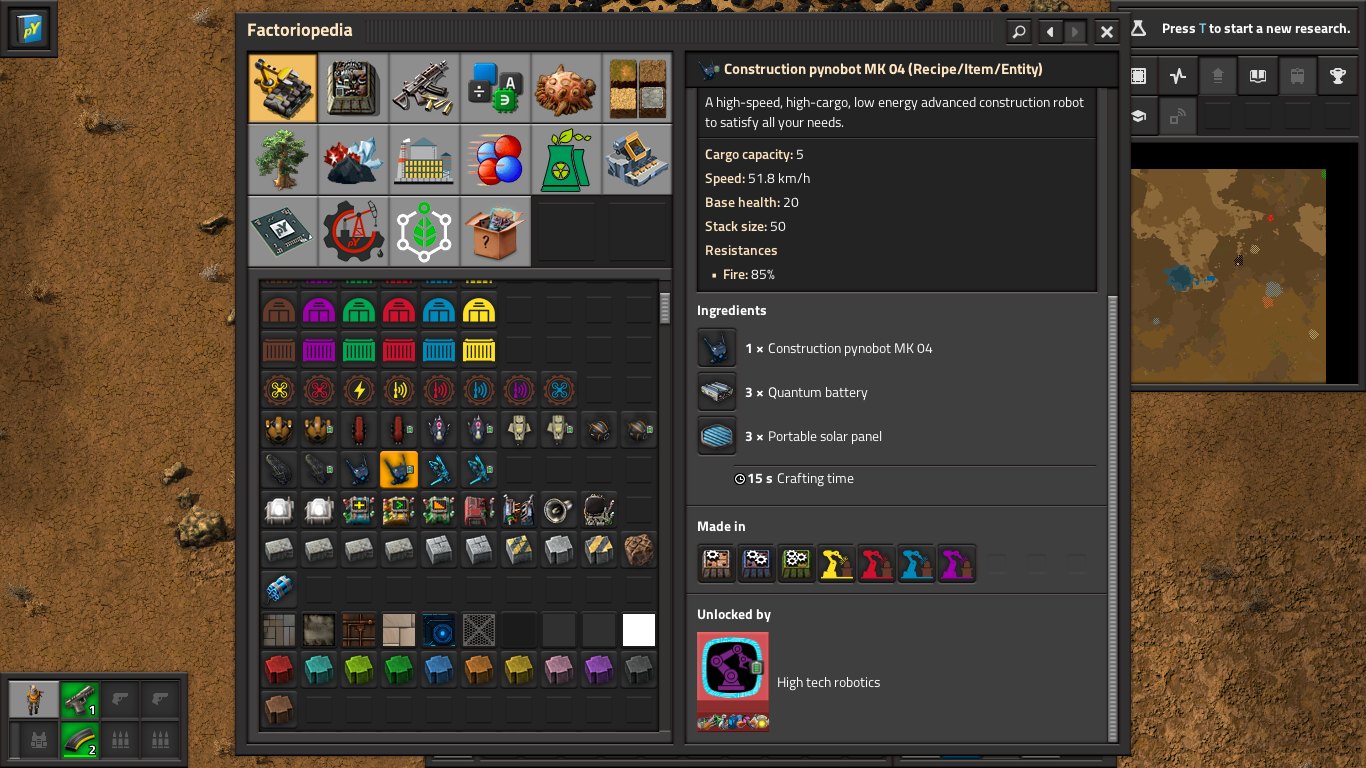 pY
Factoriopedia
Press T to start a new research.
Construction pynobot MK 04 (Recipe/Item/Entity)
A high-speed, high-cargo, low energy advanced construction robot
to satisfy all your needs.
Cargo capacity: 5
Speed: 51.8 km/h
Base health: 20
Stack size: 50
Resistances
• Fire: 85%
Ingredients
1 × Construction pynobot MK 04
3 × Quantum battery
3 × Portable solar panel
15 s Crafting time
Made in
Unlocked by
High tech robotics
÷ A
pY
pY
?
1
2